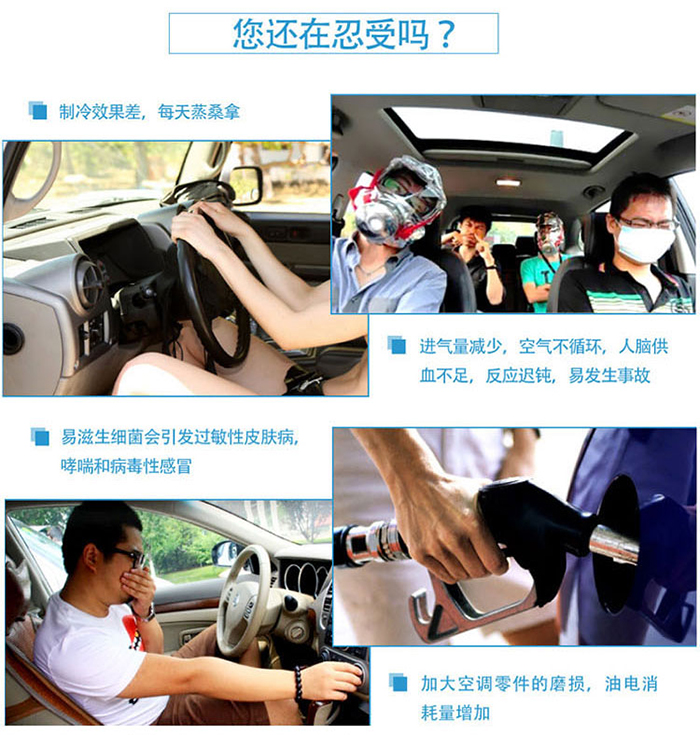 您还在忍受吗？
制冷效果差，每天蒸桑拿
进气量减少，空气不循环，人脑供
血不足，反应迟钝，易发生事故
易滋生细菌会引发过敏性皮肤病，
哮喘和病毒性感冒
加大空调零件的磨损，油电消
耗量增加